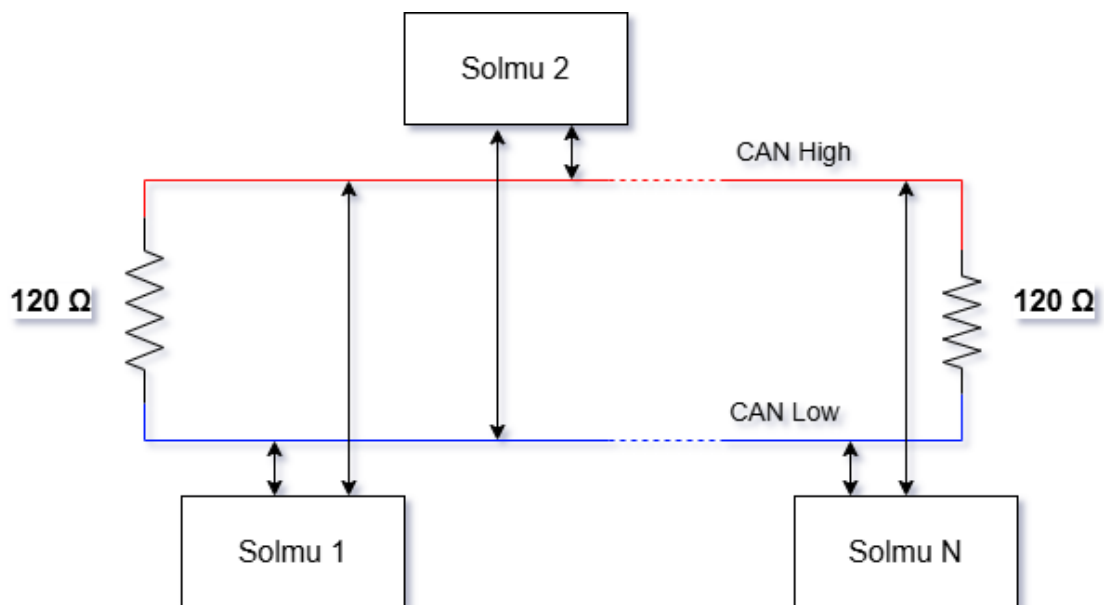 Solmu 2
CAN High
120 Ω
120 Ω
CAN Low
Solmu 1
Solmu N